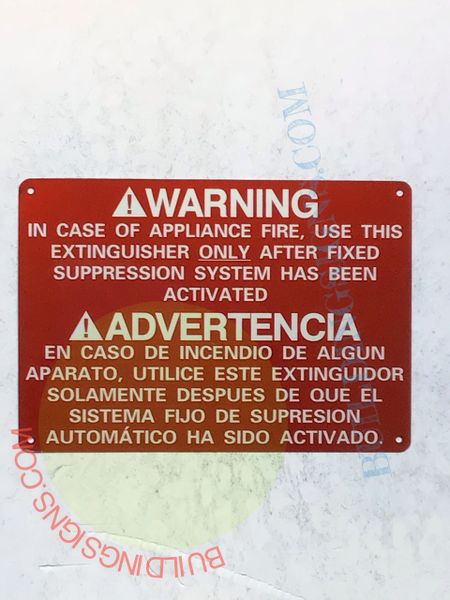 ⚠WARNING
IN CASE OF APPLIANCE FIRE, USE THIS
EXTINGUISHER ONLY AFTER FIXED
SUPPRESSION SYSTEM HAS BEEN
ACTIVATED
⚠ADVERTENCIA
EN CASO DE INCENDIO DE ALGUN
APARATO, UTILICE ESTE EXTINGUIDOR
SOLAMENTE DESPUES DE QUE EL
SISTEMA FIJO DE SUPRESION
AUTOMÁTICO HA SIDO ACTIVADO.
BUILDINGSIGNS.COM
BUILDINGSIGNS.COM